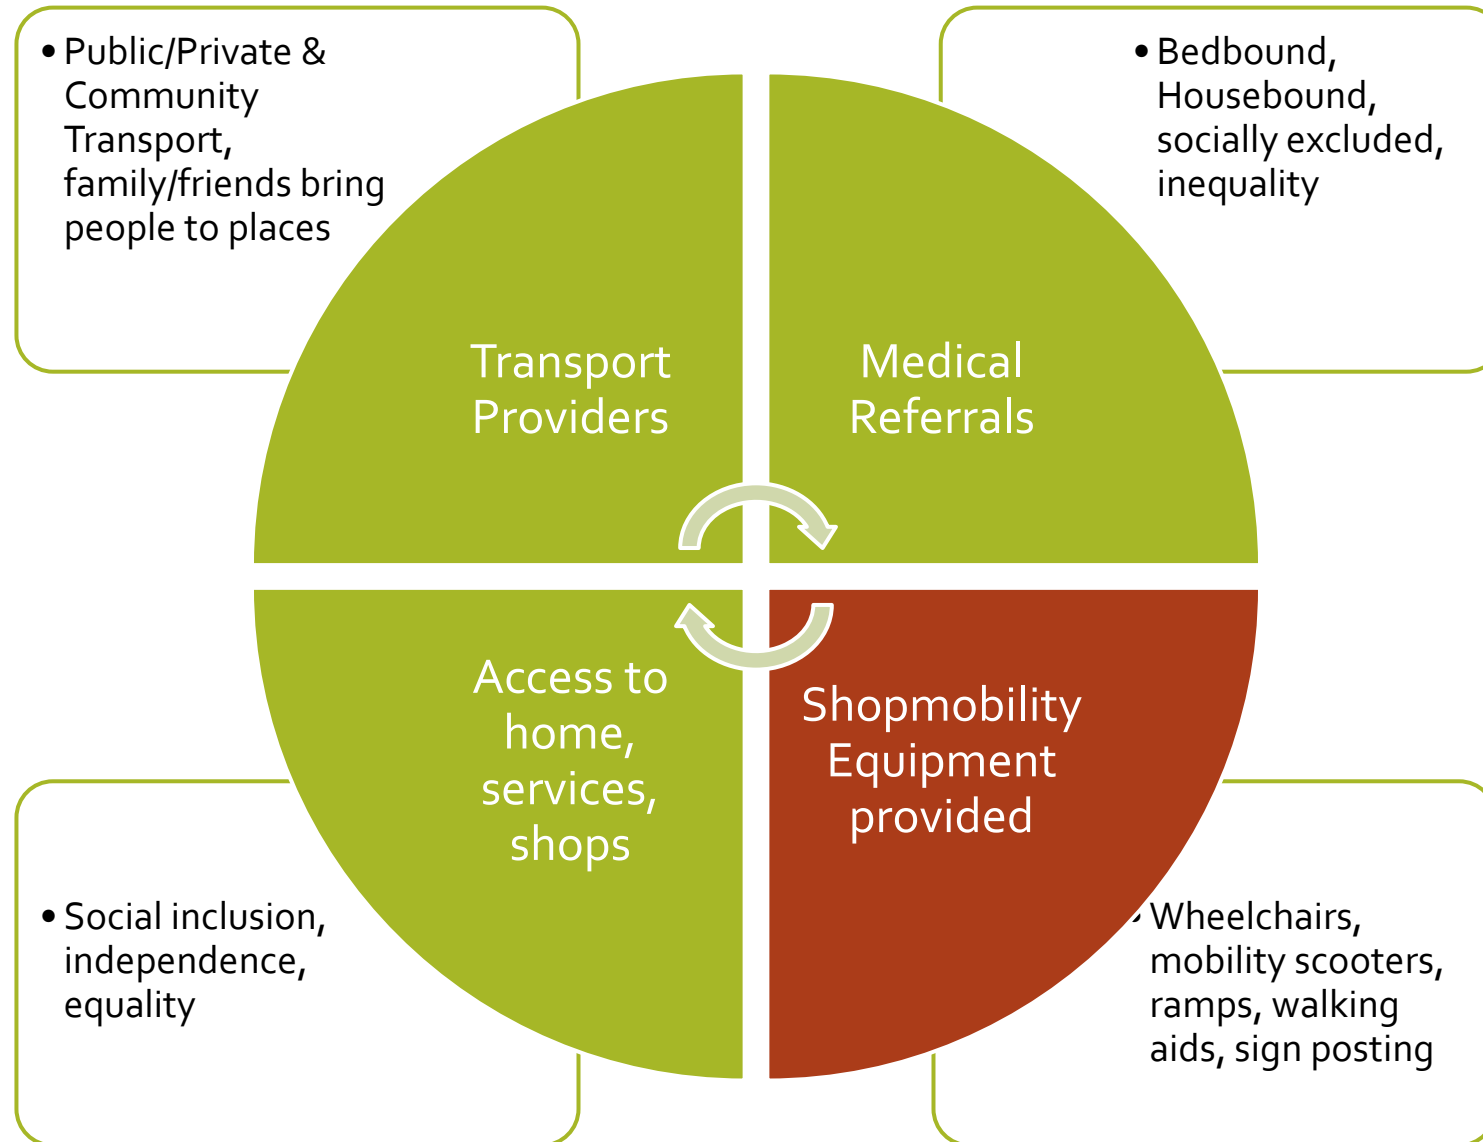 • Public/Private &
Community
Transport,
family/friends bring
people to places
• Bedbound,
Housebound,
socially excluded,
inequality
Transport
Providers
Medical
Referrals
Access to
home,
services,
shops
Shopmobility
Equipment
provided
• Social inclusion,
independence,
equality
• Wheelchairs,
mobility scooters,
ramps, walking
aids, sign posting